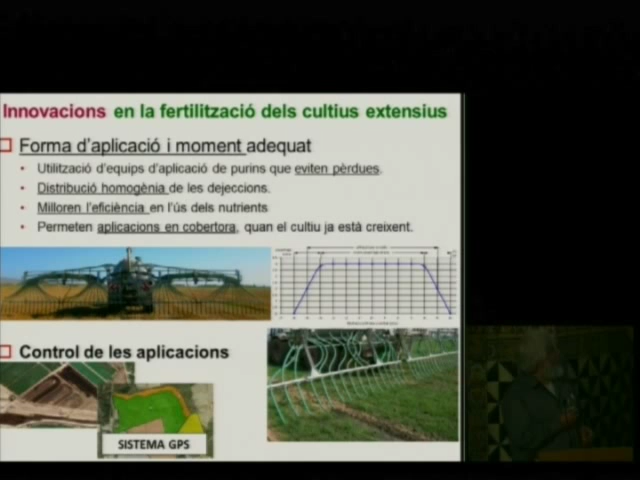 Innovacions en la fertilització dels cultius extensius
Forma d'aplicació i moment adequat
Utilització d'equips d'aplicació de purins que eviten pèrdues.
Distribució homogènia de les dejeccions.
Milloren l'eficiència en l'ús dels nutrients
Permeten aplicacions en cobertora, quan el cultiu ja està creixent.
Control de les aplicacions
SISTEMA GPS